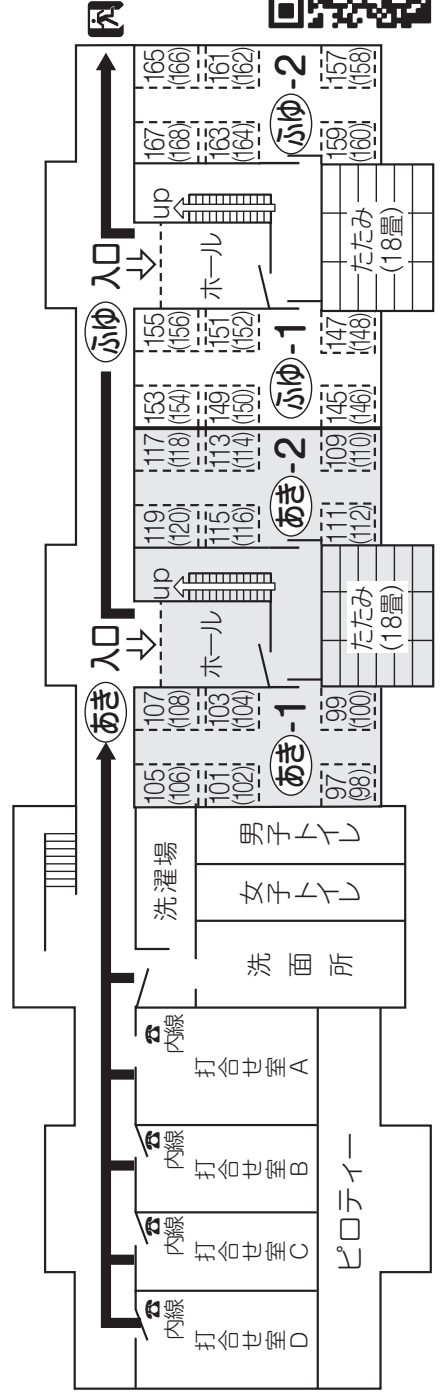 打合せ室D
内線
打合せ室C
内線
打合せ室B
内線
打合せ室A
内線
ピロティー
洗面所
洗濯場
女子トイレ
男子トイレ
あき
入口
105
(106)
107
(108)
101
(102)
103
(104)
あき-1
97
(98)
99
(100)
ホール
up
たたみ
(18畳)
119
(120)
117
(118)
115
(116)
113
(114)
あき-2
111
(112)
109
(110)
ふゆ
入口
153
(154)
155
(156)
149
(150)
151
(152)
ふゆ-1
145
(146)
147
(148)
ホール
up
たたみ
(18畳)
167
(168)
165
(166)
163
(164)
161
(162)
ふゆ-2
159
(160)
157
(158)